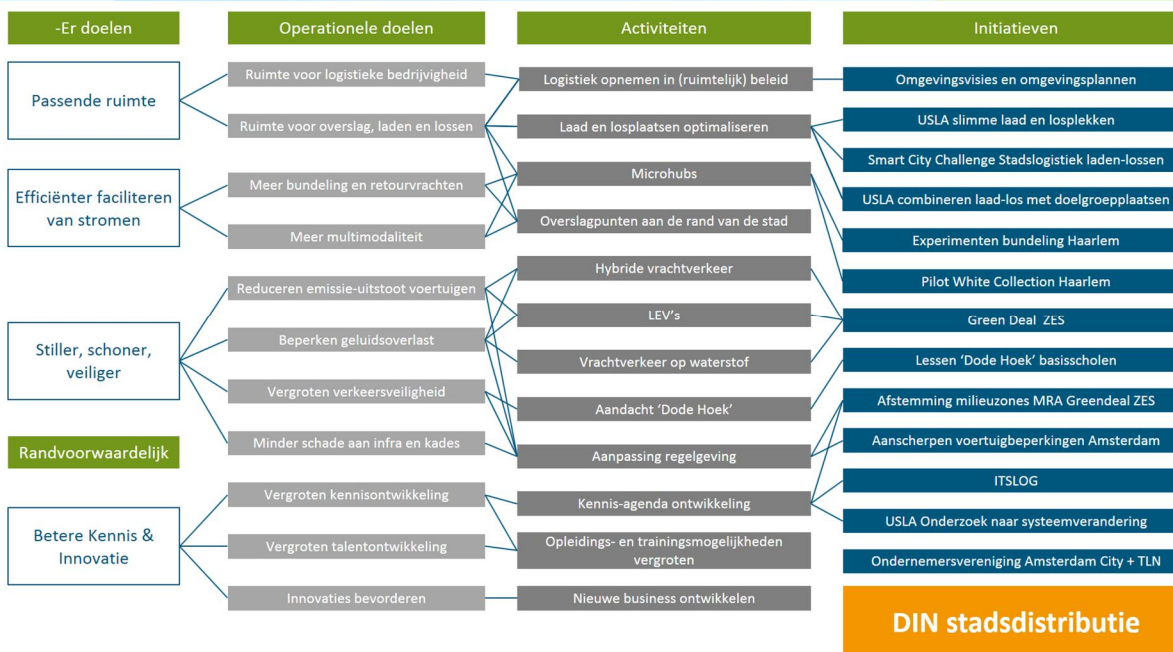 -Er doelen
Operationele doelen
Activiteiten
Initiatieven
Passende ruimte
Efficiënter faciliteren
van stromen
Stiller, schoner,
veiliger
Randvoorwaardelijk
Betere Kennis &
Innovatie
Ruimte voor logistieke bedrijvigheid
Ruimte voor overslag, laden en lossen
Meer bundeling en retourvrachten
Meer multimodaliteit
Reduceren emissie-uitstoot voertuigen
Beperken geluidsoverlast
Vergroten verkeersveiligheid
Minder schade aan infra en kades
Vergroten kennisontwikkeling
Vergroten talentontwikkeling
Innovaties bevorderen
Logistiek opnemen in (ruimtelijk) beleid
Laad en losplaatsen optimaliseren
Microhubs
Overslagpunten aan de rand van de stad
Hybride vrachtverkeer
LEV's
Vrachtverkeer op waterstof
Aandacht 'Dode Hoek'
Aanpassing regelgeving
Kennis-agenda ontwikkeling
Opleidings- en trainingsmogelijkheden
vergroten
Nieuwe business ontwikkelen
Omgevingsvisies en omgevingsplannen
USLA slimme laad en losplekken
Smart City Challenge Stadslogistiek laden-lossen
USLA combineren laad-los met doelgroepplaatsen
Experimenten bundeling Haarlem
Pilot White Collection Haarlem
Green Deal ZES
Lessen 'Dode Hoek' basisscholen
Afstemming milieuzones MRA Greendeal ZES
Aanscherpen voertuigbeperkingen Amsterdam
ITSLOG
USLA Onderzoek naar systeemverandering
Ondernemersvereniging Amsterdam City + TLN
DIN stadsdistributie